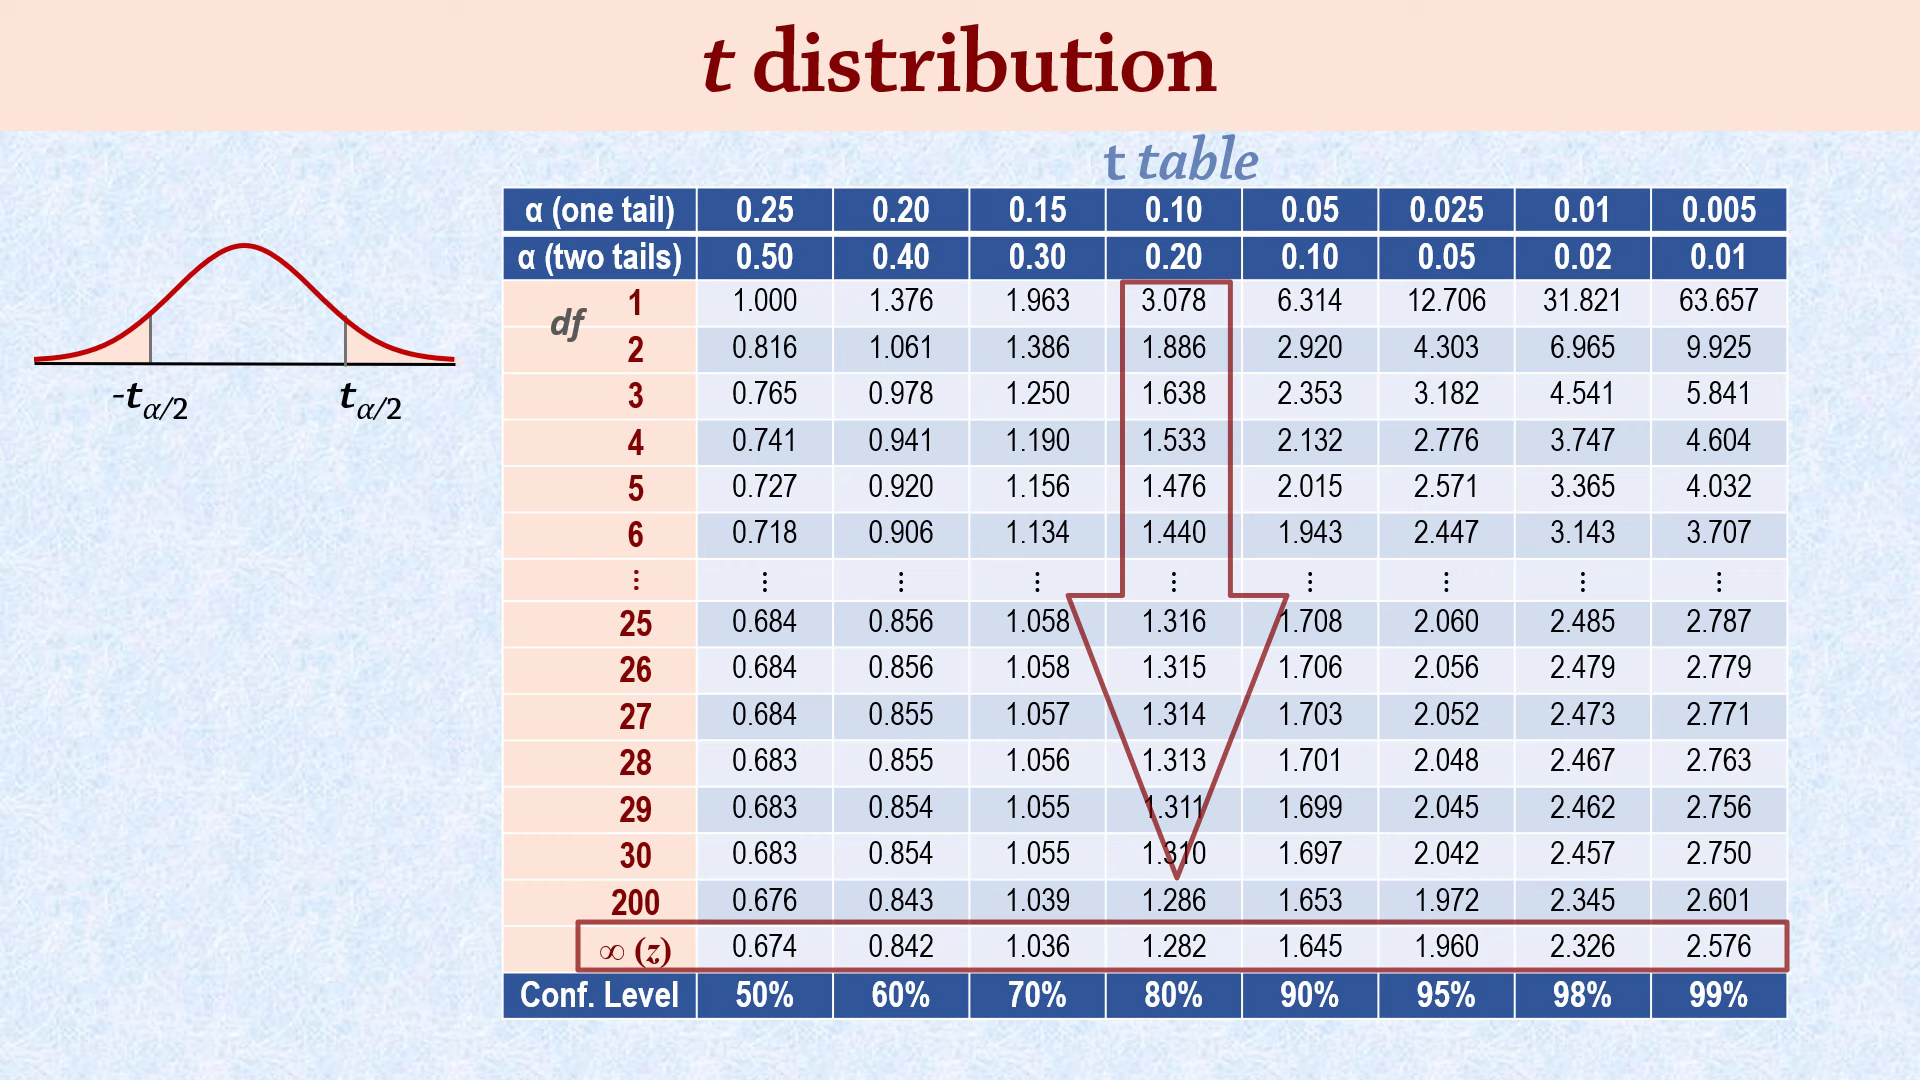 t distribution
t table
α (one tail) 0.25 0.20 0.15 0.10 0.05 0.025 0.01 0.005
α (two tails) 0.50 0.40 0.30 0.20 0.10 0.05 0.02 0.01
df
1 1.000 1.376 1.963 3.078 6.314 12.706 31.821 63.657
2 0.816 1.061 1.386 1.886 2.920 4.303 6.965 9.925
3 0.765 0.978 1.250 1.638 2.353 3.182 4.541 5.841
4 0.741 0.941 1.190 1.533 2.132 2.776 3.747 4.604
5 0.727 0.920 1.156 1.476 2.015 2.571 3.365 4.032
6 0.718 0.906 1.134 1.440 1.943 2.447 3.143 3.707
⋮ ⋮ ⋮ ⋮ ⋮ ⋮ ⋮ ⋮ ⋮
25 0.684 0.856 1.058 1.316 1.708 2.060 2.485 2.787
26 0.684 0.856 1.058 1.315 1.706 2.056 2.479 2.779
27 0.684 0.855 1.057 1.314 1.703 2.052 2.473 2.771
28 0.683 0.855 1.056 1.313 1.701 2.048 2.467 2.763
29 0.683 0.854 1.055 1.311 1.699 2.045 2.462 2.756
30 0.683 0.854 1.055 1.310 1.697 2.042 2.457 2.750
200 0.676 0.843 1.039 1.286 1.653 1.972 2.345 2.601
∞ (z) 0.674 0.842 1.036 1.282 1.645 1.960 2.326 2.576
Conf. Level 50% 60% 70% 80% 90% 95% 98% 99%
-tα/2 tα/2